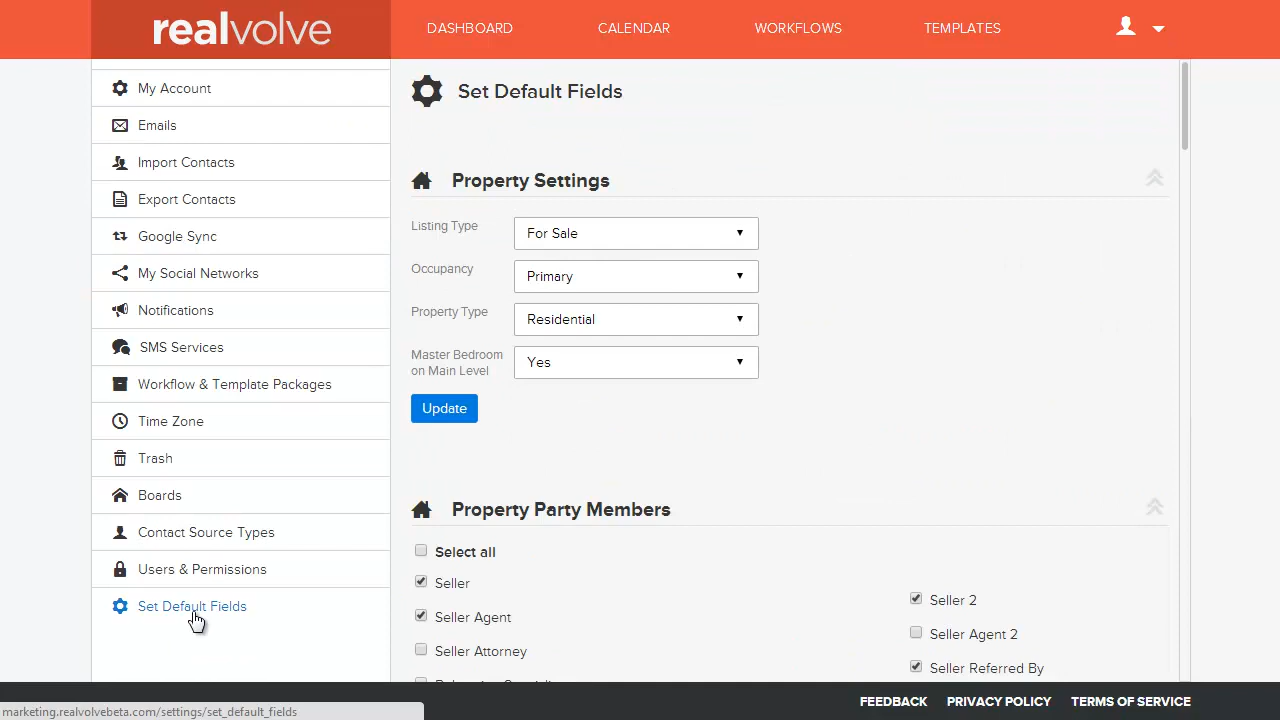 realvolve
DASHBOARD
CALENDAR
WORKFLOWS
TEMPLATES
My Account
Emails
Import Contacts
Export Contacts
Google Sync
My Social Networks
Notifications
SMS Services
Workflow & Template Packages
Time Zone
Trash
Boards
Contact Source Types
Users & Permissions
Set Default Fields
Set Default Fields
Property Settings
Listing Type
For Sale
Occupancy
Primary
Property Type
Residential
Master Bedroom
on Main Level
Yes
Update
Property Party Members
Select all
Seller
Seller 2
Seller Agent
Seller Agent 2
Seller Attorney
Seller Referred By
FEEDBACK
PRIVACY POLICY
TERMS OF SERVICE
marketing.realvolvebeta.com/settings/set_default_fields